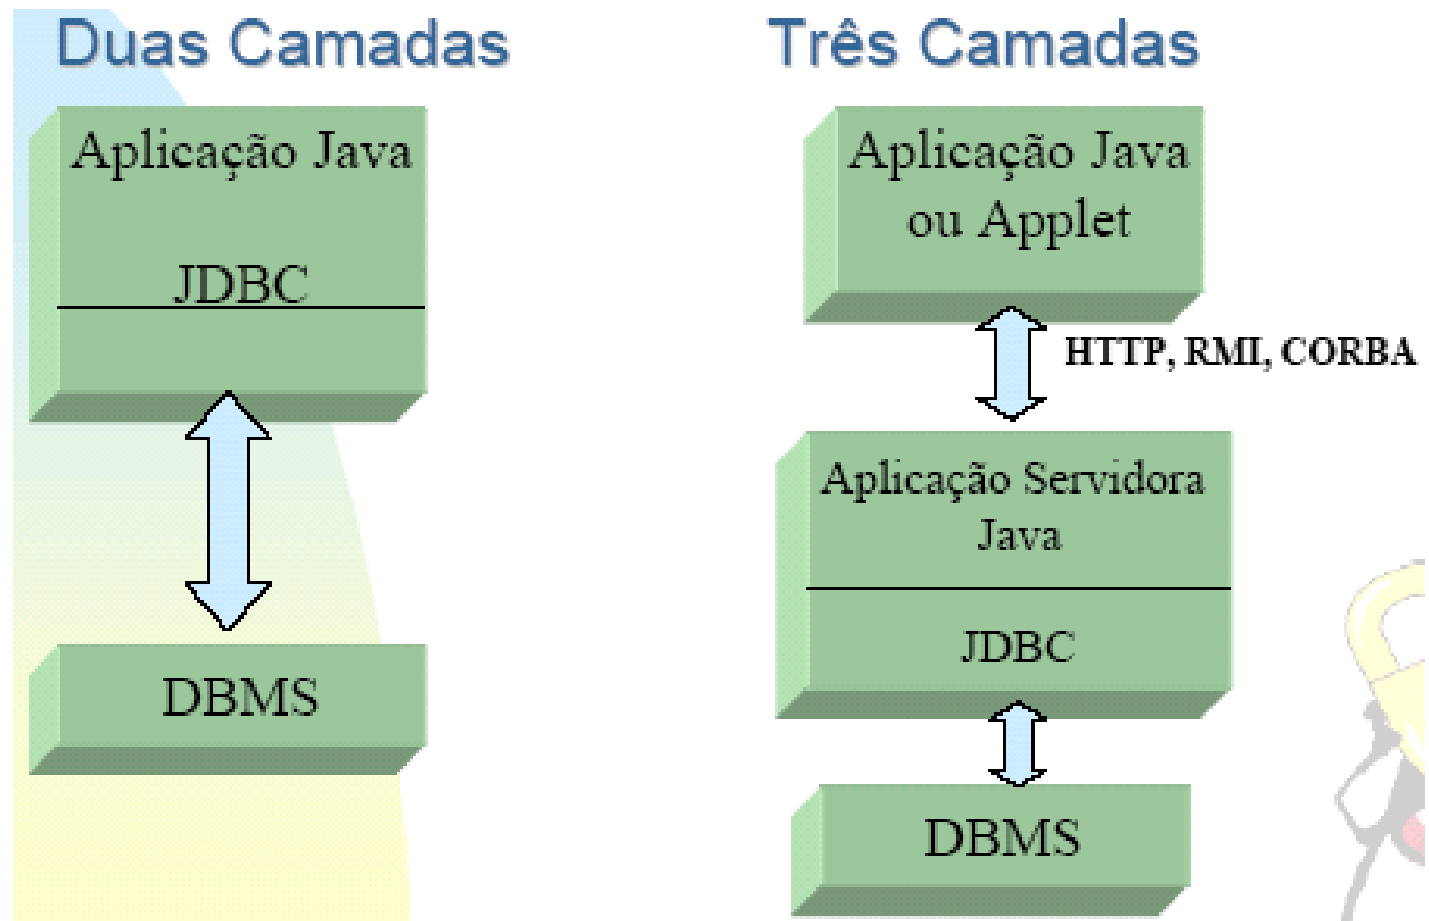 Duas Camadas
Aplicação Java
JDBC
DBMS
Três Camadas
Aplicação Java
ou Applet
HTTP, RMI, CORBA
Aplicação Servidora
Java
JDBC
DBMS